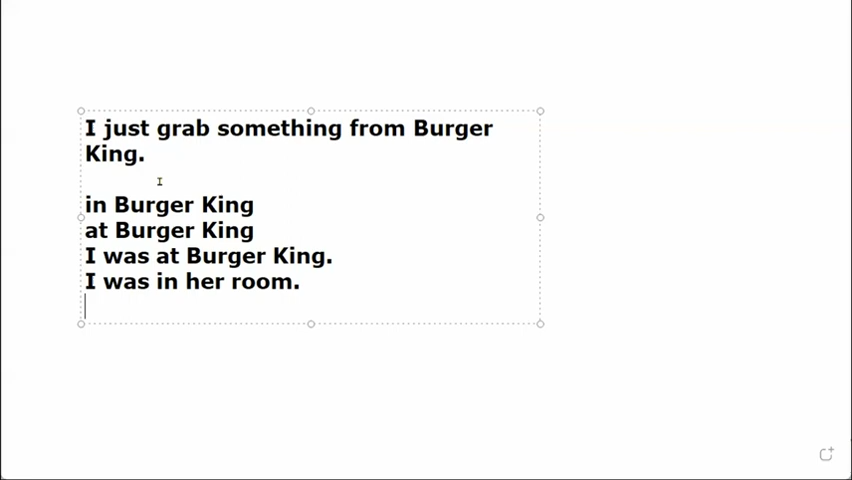 I just grab something from Burger
King.
in Burger King
at Burger King
I was at Burger King.
I was in her room.